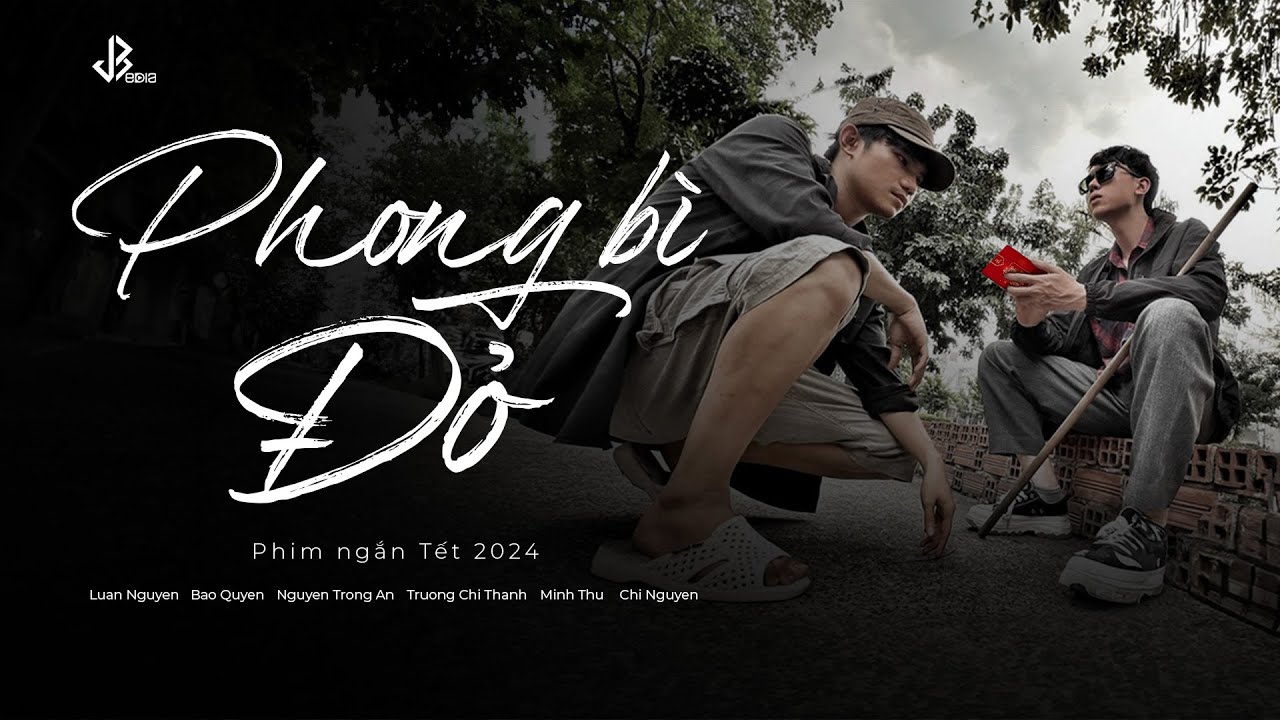 Phong bì
Đỏ
Phim ngắn Tết 2024
Luan Nguyen Bao Quyen Nguyen Trong An Truong Chi Thanh Minh Thu Chi Nguyen